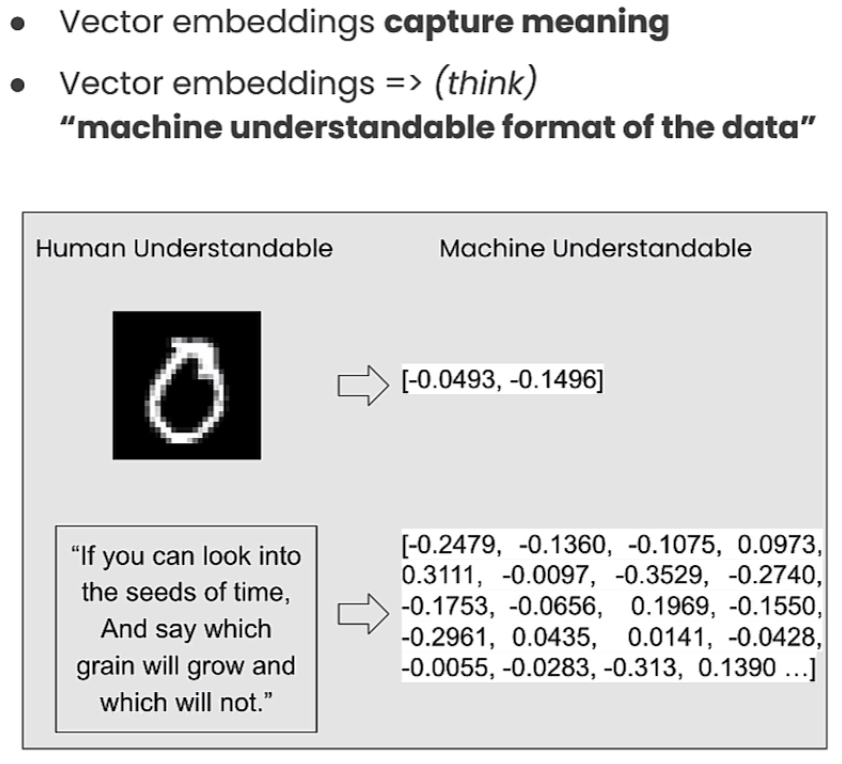 ● Vector embeddings capture meaning
● Vector embeddings => (think)
“machine understandable format of the data”
Human Understandable
Machine Understandable
[-0.0493, -0.1496]
“If you can look into
the seeds of time,
And say which
grain will grow and
which will not.”
[-0.2479, -0.1360, -0.1075, 0.0973,
0.3111, -0.0097, -0.3529, -0.2740,
-0.1753, -0.0656, 0.1969, -0.1550,
-0.2961, 0.0435, 0.0141, -0.0428,
-0.0055, -0.0283, -0.313, 0.1390 ...]